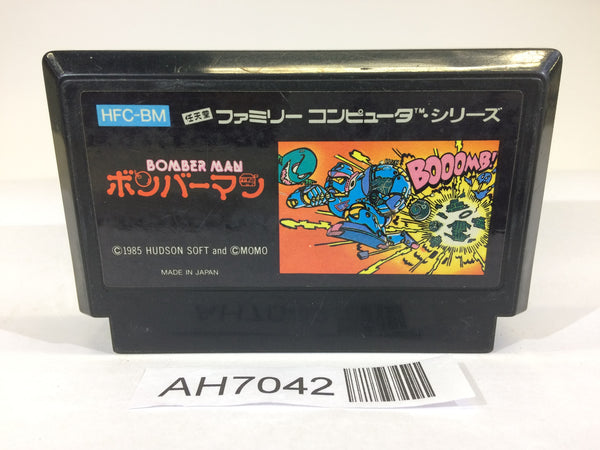 HFC-BM
任天堂 ファミリー コンピュータ™・シリーズ
BOMBER MAN
ボンバーマン
BOOOMB!
©1985 HUDSON SOFT and ©MOMO
MADE IN JAPAN
AH7042